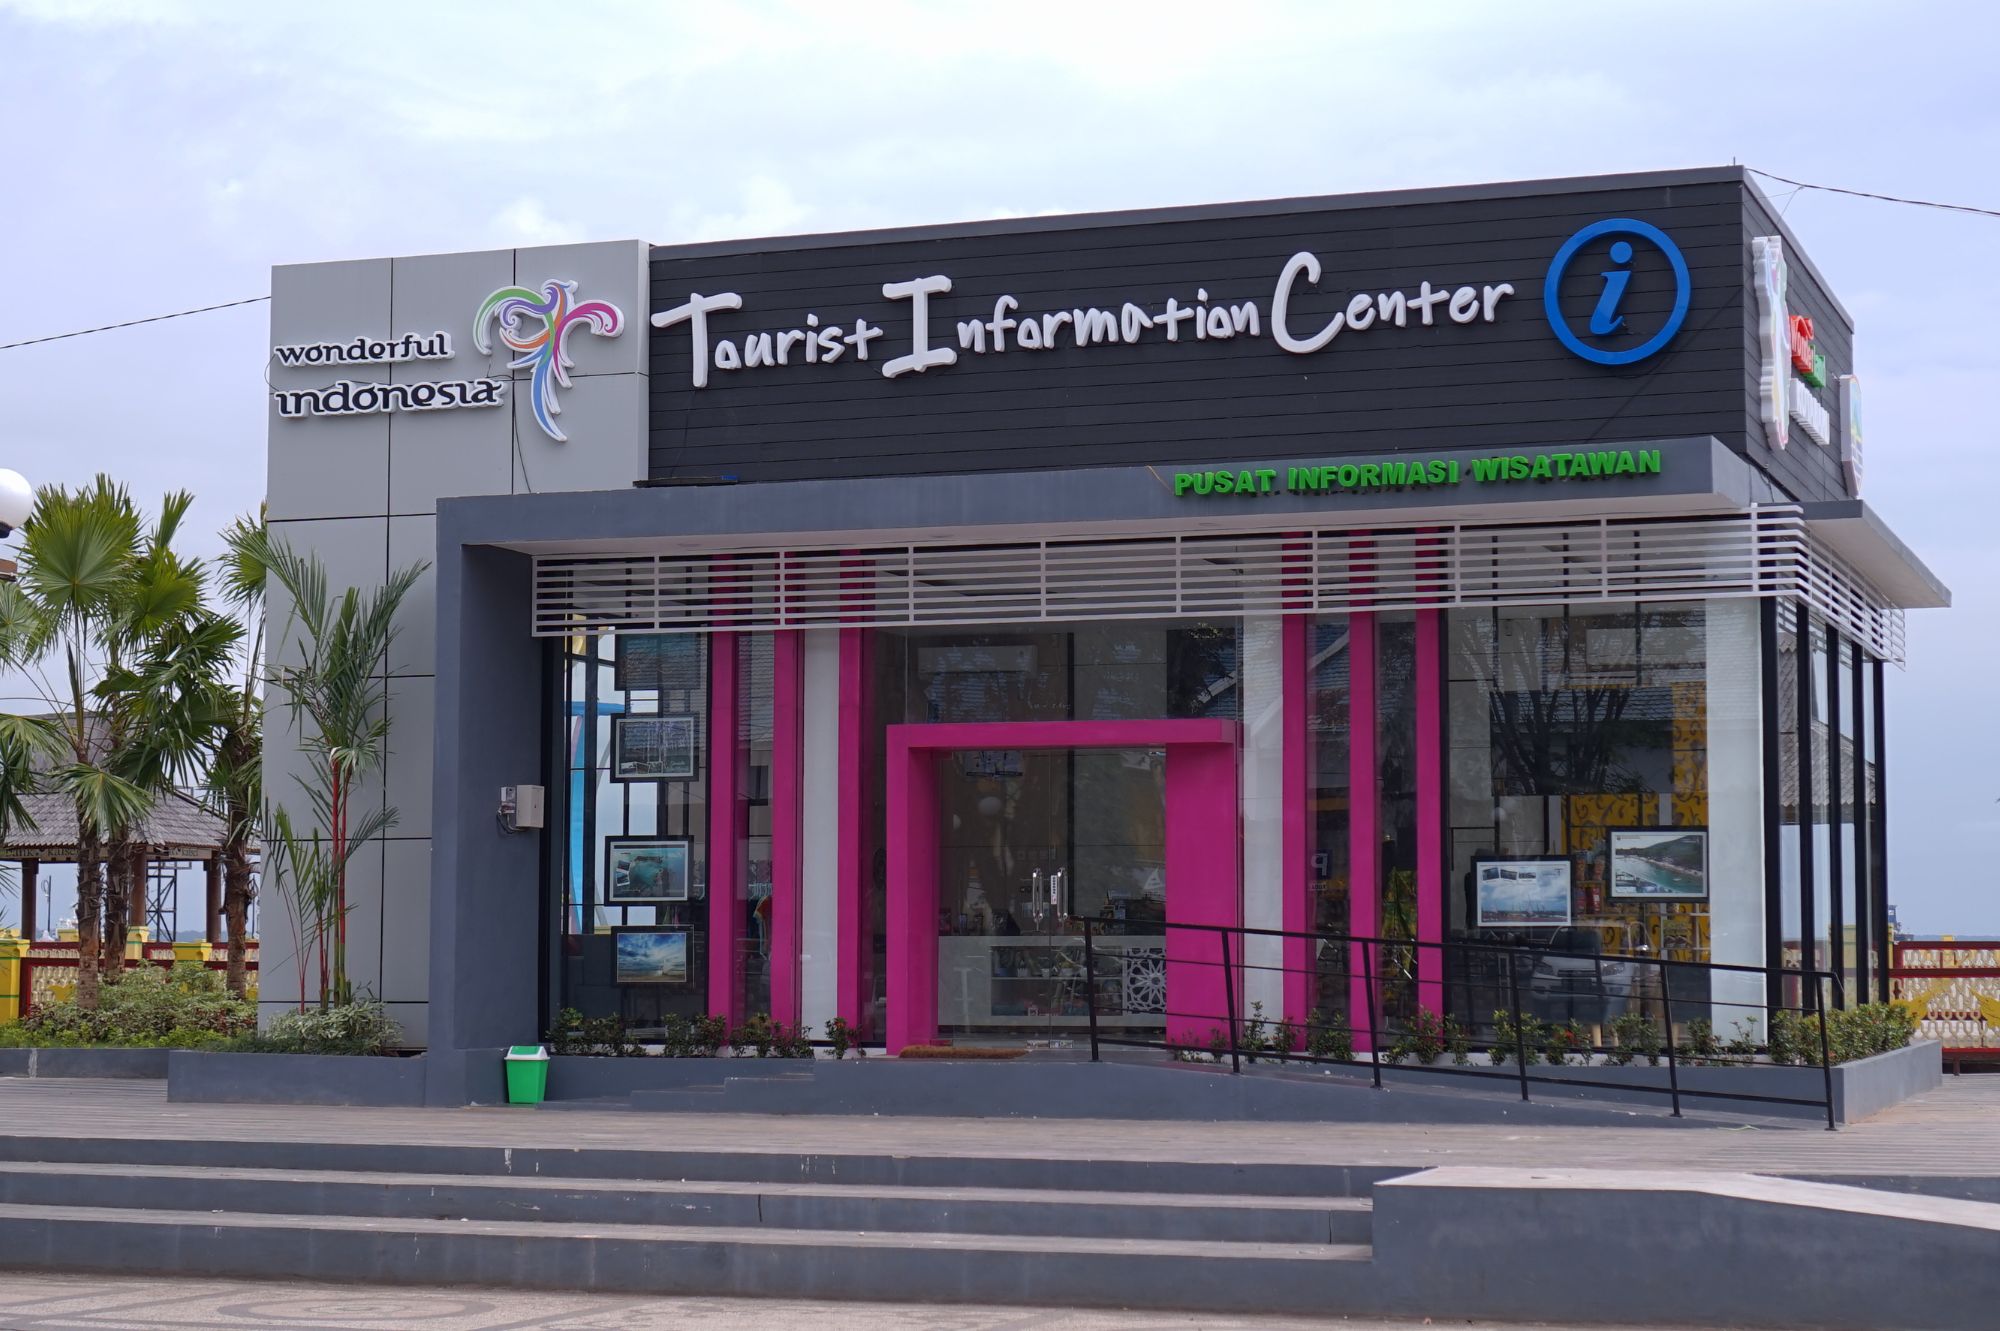 wonderful
indonesia
Tourist Information Center
i
PUSAT INFORMASI WISATAWAN